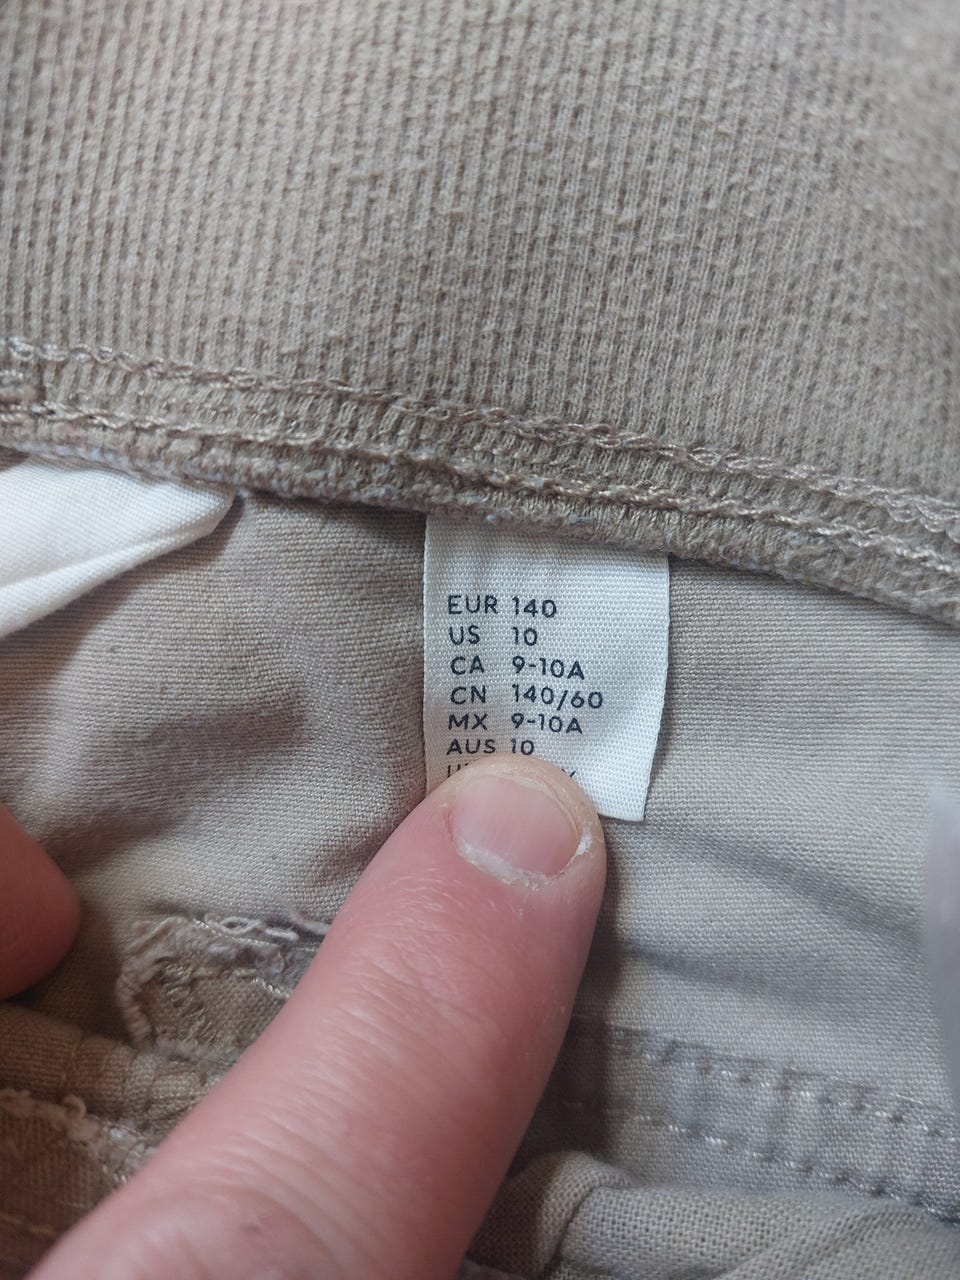 EUR 140
US 10
CA 9-10A
CN 140/60
MX 9-10A
AUS 10